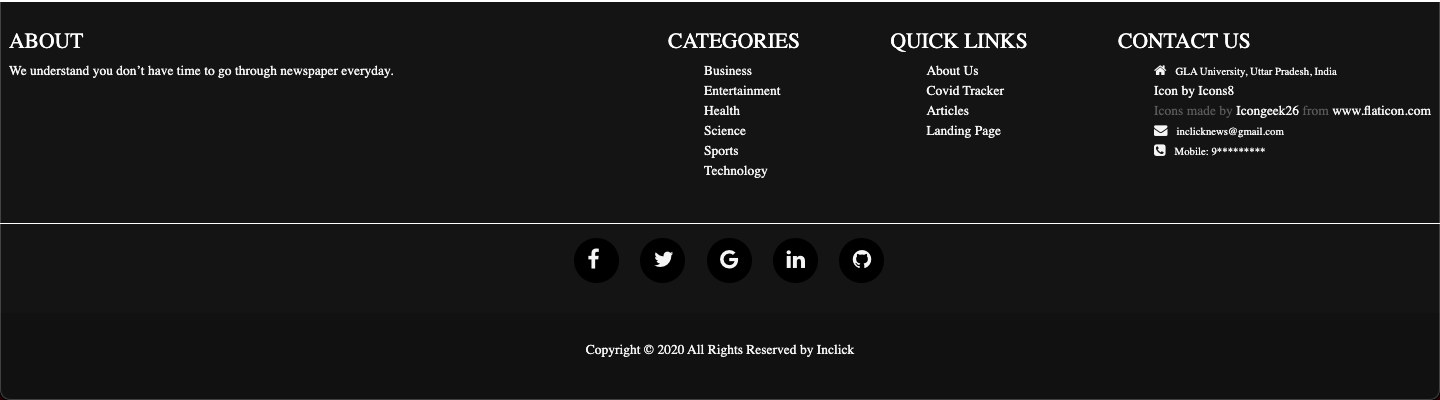 ABOUT
We understand you don’t have time to go through newspaper everyday.
CATEGORIES
Business
Entertainment
Health
Science
Sports
Technology
QUICK LINKS
About Us
Covid Tracker
Articles
Landing Page
CONTACT US
GLA University, Uttar Pradesh, India
Icon by Icons8
Icons made by Icongeek26 from www.flaticon.com
inclicknews@gmail.com
Mobile: 9*********
Copyright © 2020 All Rights Reserved by Inclick